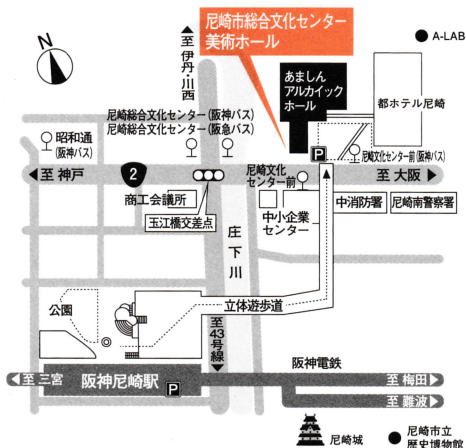 N
▲至 伊丹・川西
尼崎市総合文化センター
美術ホール
A-LAB
あましん
アルカイック
ホール
都ホテル尼崎
尼崎総合文化センター(阪神バス)
尼崎総合文化センター(阪急バス)
昭和通
(阪神バス)
P
尼崎文化センター前(阪神バス)
◀至 神戸
2
尼崎文化
センター前
至 大阪▶
商工会議所
玉江橋交差点
中小企業
センター
中消防署
尼崎南警察署
庄下川
公園
立体遊歩道
至43号線▼
阪神電鉄
◀至 三宮
阪神尼崎駅
P
至 梅田▶
至 難波▶
尼崎城
尼崎市立
歴史博物館